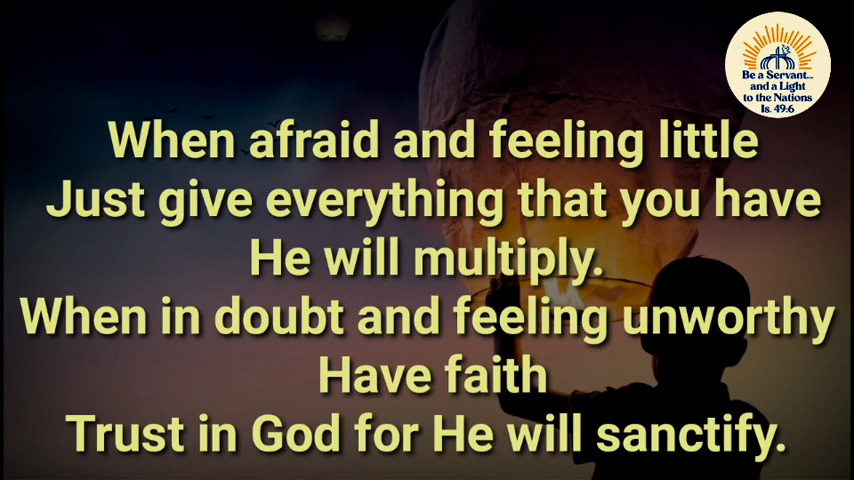 Be a Servant...
and a Light
to the Nations
Is. 49:6
When afraid and feeling little
Just give everything that you have
He will multiply.
When in doubt and feeling unworthy
Have faith
Trust in God for He will sanctify.